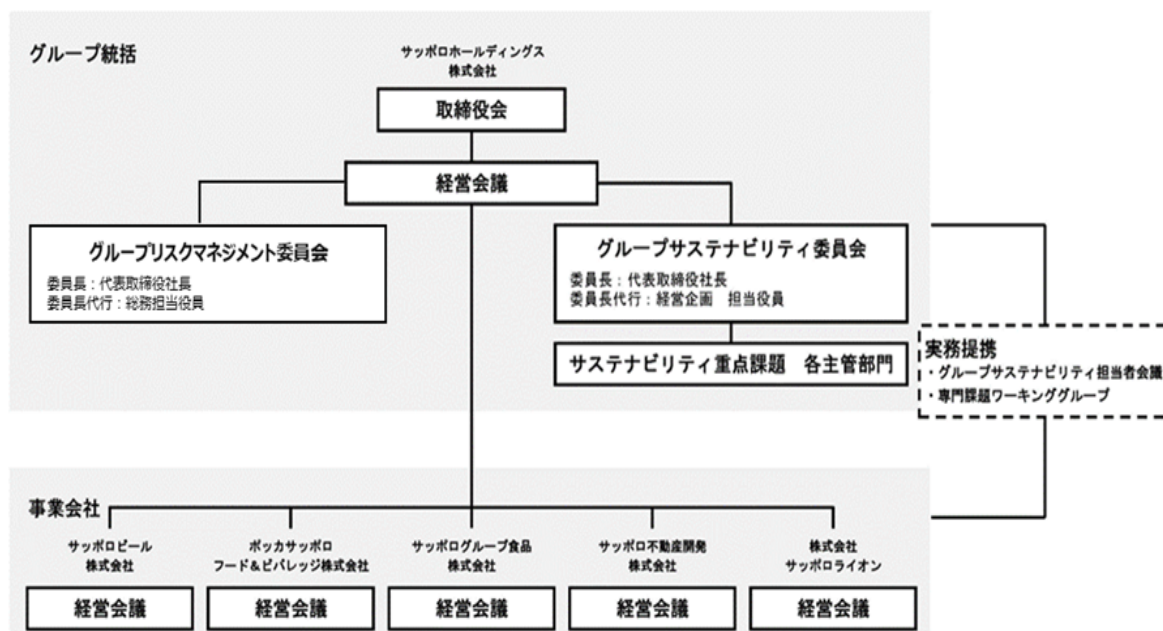 グループ統括
サッポロホールディングス
株式会社
取締役会
経営会議
グループリスクマネジメント委員会
委員長：代表取締役社長
委員長代行：総務担当役員
グループサステナビリティ委員会
委員長：代表取締役社長
委員長代行：経営企画　担当役員
サステナビリティ重点課題　各主管部門
実務提携
・グループサステナビリティ担当者会議
・専門課題ワーキンググループ
事業会社
サッポロビール
株式会社
経営会議
ポッカサッポロ
フード&ビバレッジ株式会社
経営会議
サッポログループ食品
株式会社
経営会議
サッポロ不動産開発
株式会社
経営会議
株式会社
サッポロライオン
経営会議